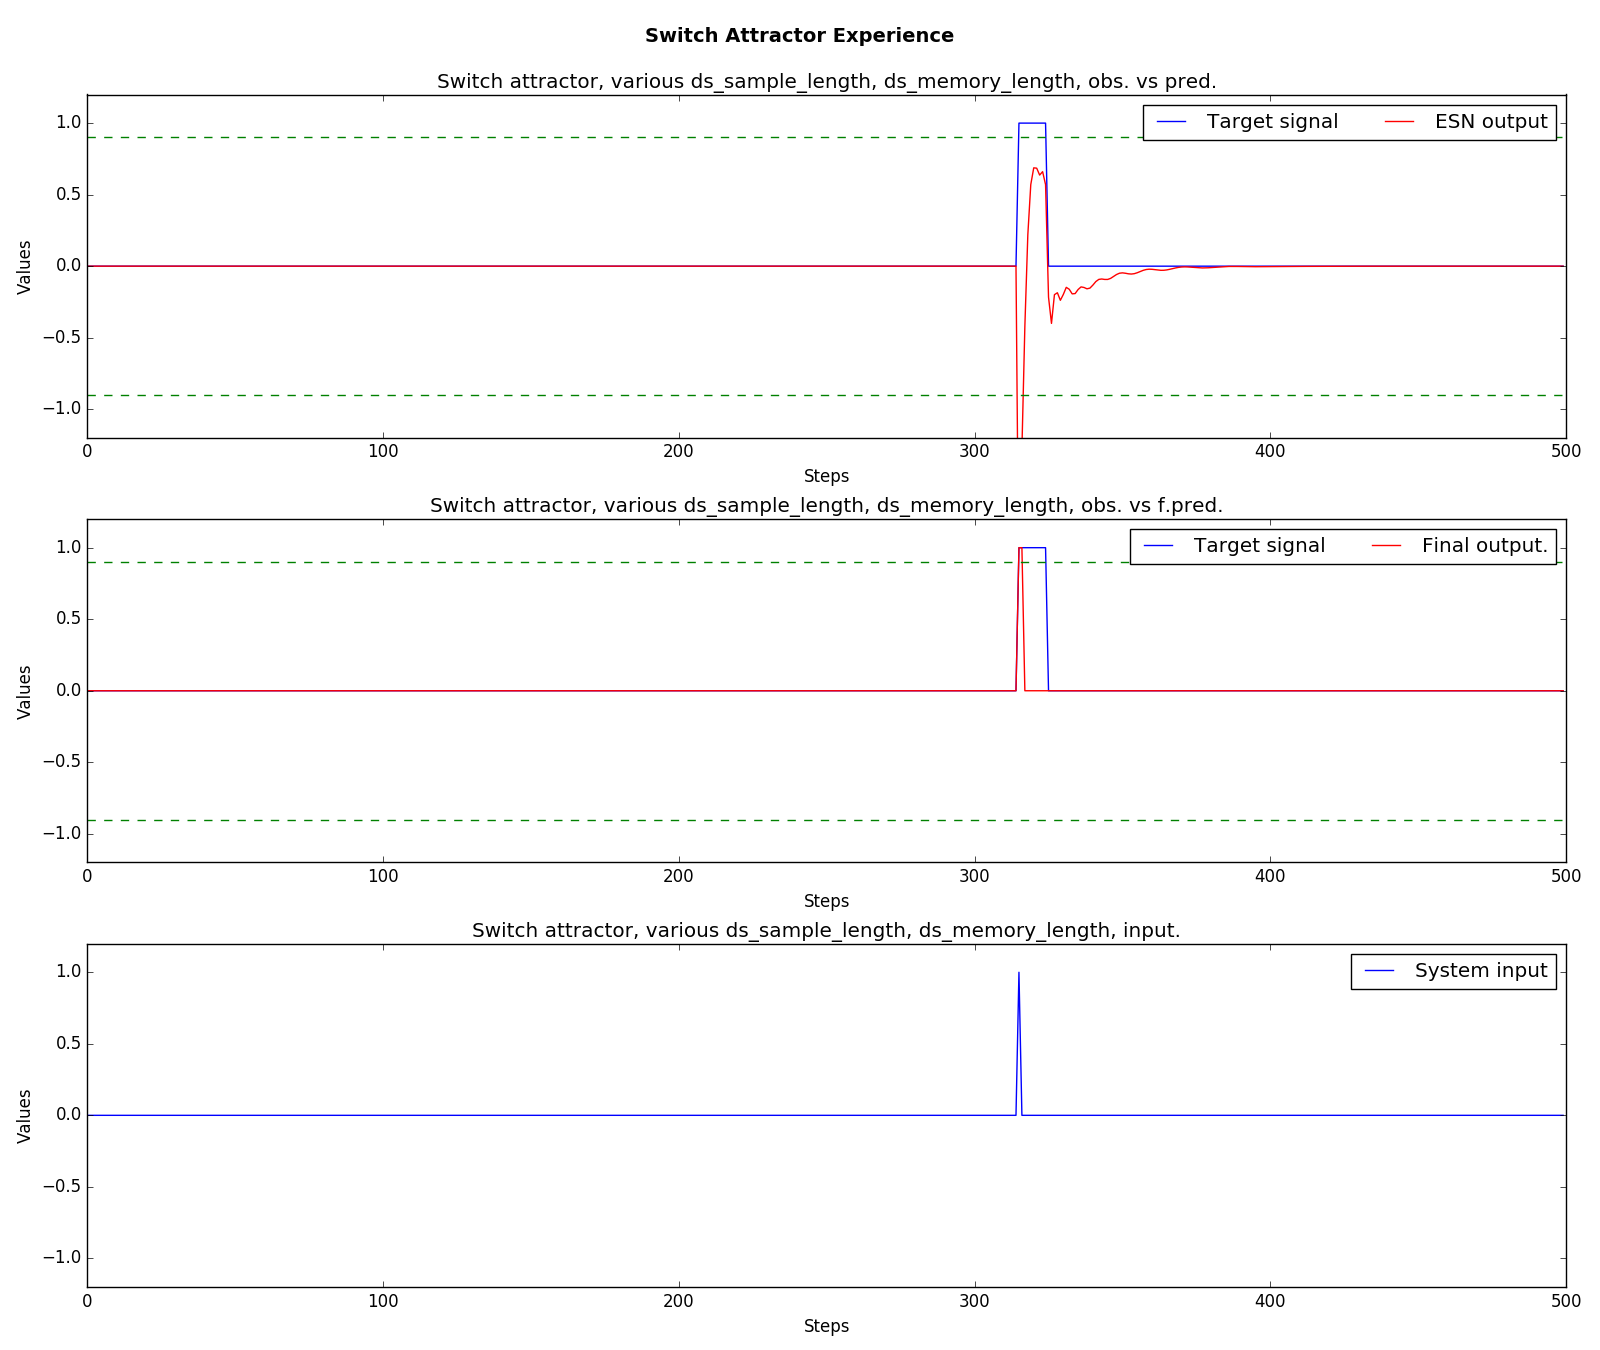 Switch Attractor Experience
Switch attractor, various ds_sample_length, ds_memory_length, obs. vs pred.
Target signal ESN output
1.0
0.5
0.0
−0.5
−1.0
Values
0 100 200 300 400 500
Steps
Switch attractor, various ds_sample_length, ds_memory_length, obs. vs f.pred.
Target signal Final output.
1.0
0.5
0.0
−0.5
−1.0
Values
0 100 200 300 400 500
Steps
Switch attractor, various ds_sample_length, ds_memory_length, input.
System input
1.0
0.5
0.0
−0.5
−1.0
Values
0 100 200 300 400 500
Steps